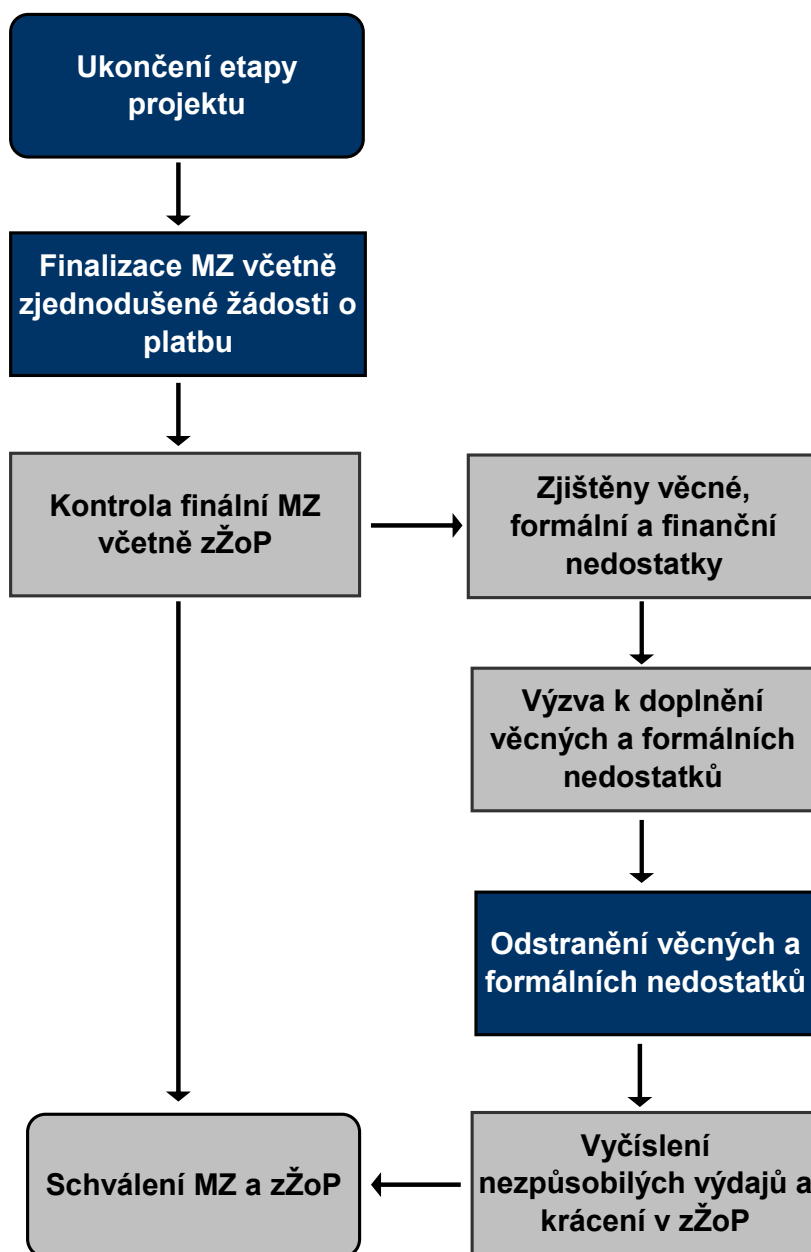 Ukončení etapy
projektu
Finalizace MZ včetně
zjednodušené žádosti o
platbu
Kontrola finální MZ
včetně zŽoP
Zjištěny věcné,
formální a finanční
nedostatky
Výzva k doplnění
věcných a formálních
nedostatků
Odstranění věcných a
formálních nedostatků
Vyčíslení
nezpůsobilých výdajů a
krácení v zŽoP
Schválení MZ a zŽoP